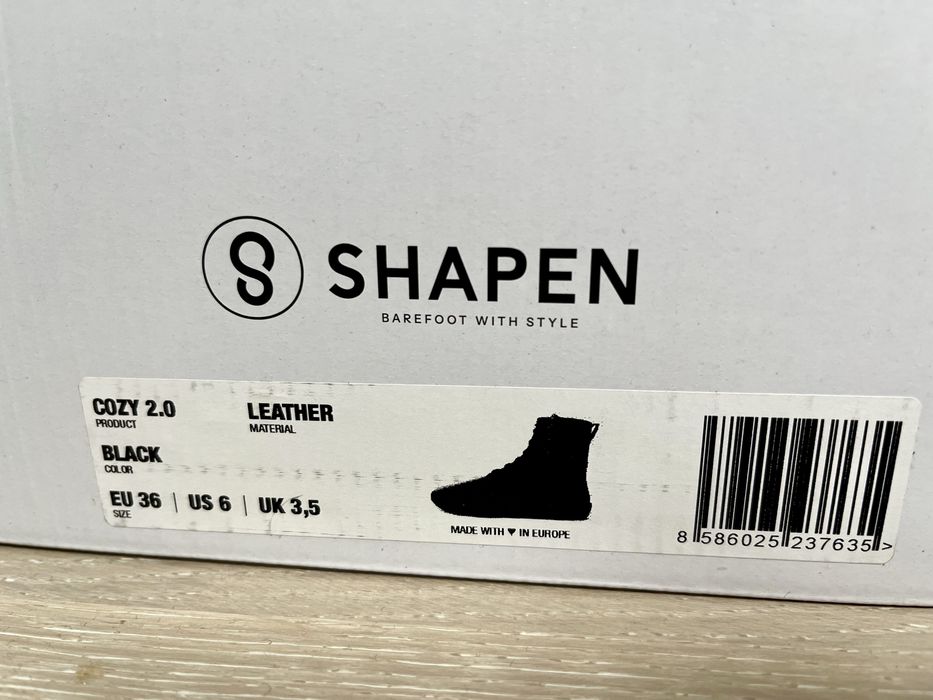 SHAPEN
BAREFOOT WITH STYLE
COZY 2.0
PRODUCT
LEATHER
MATERIAL
BLACK
COLOR
EU 36 | US 6 | UK 3,5
SIZE
MADE WITH ♥ IN EUROPE
8 586025 237635 >